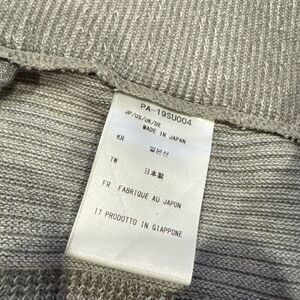 PA-19SU004
JP/US/UK/DE
MADE IN JAPAN
KR 일본산
TW 日本製
FR FABRIQUÉ AU JAPON
IT PRODOTTO IN GIAPPONE